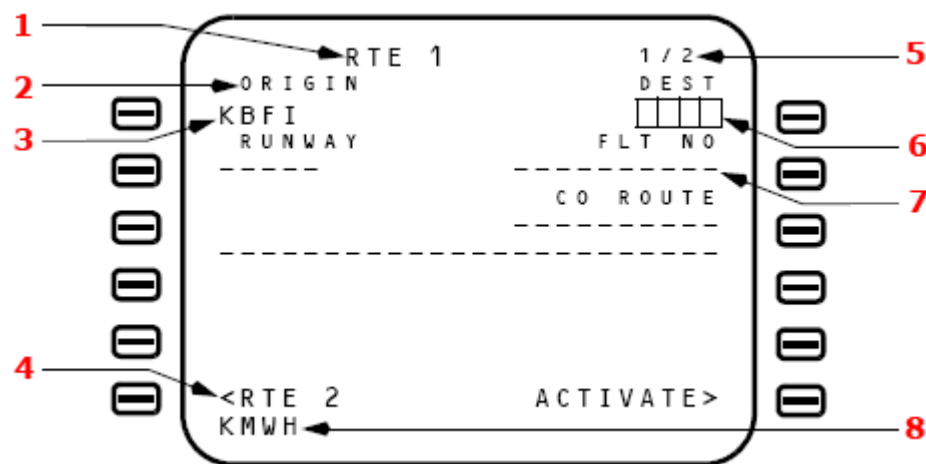 1 RTE 1 1/2 5
2 ORIGIN DEST
3 KBFI 6
RUNWAY FLT NO
----- ---------- 7
CO ROUTE
----------
-------------------------
4 <RTE 2 ACTIVATE>
KMWH 8